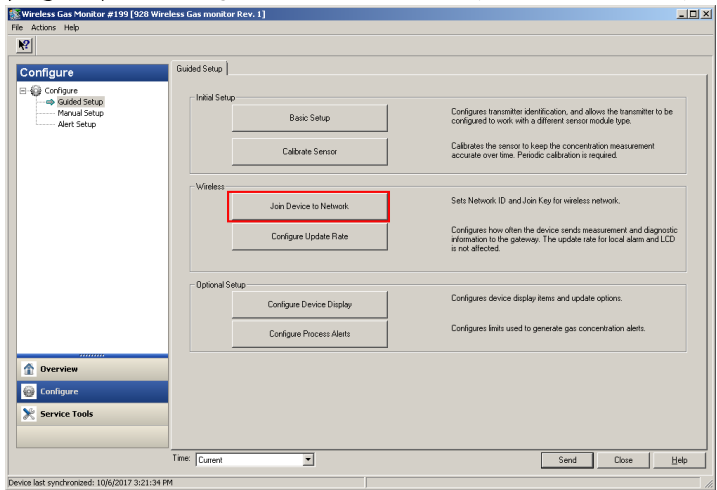 Wireless Gas Monitor #199 [928 Wireless Gas monitor Rev. 1]
File Actions Help
Configure
Configure
Guided Setup
Manual Setup
Alert Setup
Overview
Configure
Service Tools
Guided Setup
Initial Setup
Basic Setup
Configures transmitter identification, and allows the transmitter to be
configured to work with a different sensor module type.
Calibrate Sensor
Calibrates the sensor to keep the concentration measurement
accurate over time. Periodic calibration is required.
Wireless
Join Device to Network
Sets Network ID and Join Key for wireless network.
Configure Update Rate
Configures how often the device sends measurement and diagnostic
information to the gateway. The update rate for local alarm and LCD
is not affected.
Optional Setup
Configure Device Display
Configures device display items and update options.
Configure Process Alerts
Configures limits used to generate gas concentration alerts.
Time: Current
Send Close Help
Device last synchronized: 10/6/2017 3:21:34 PM